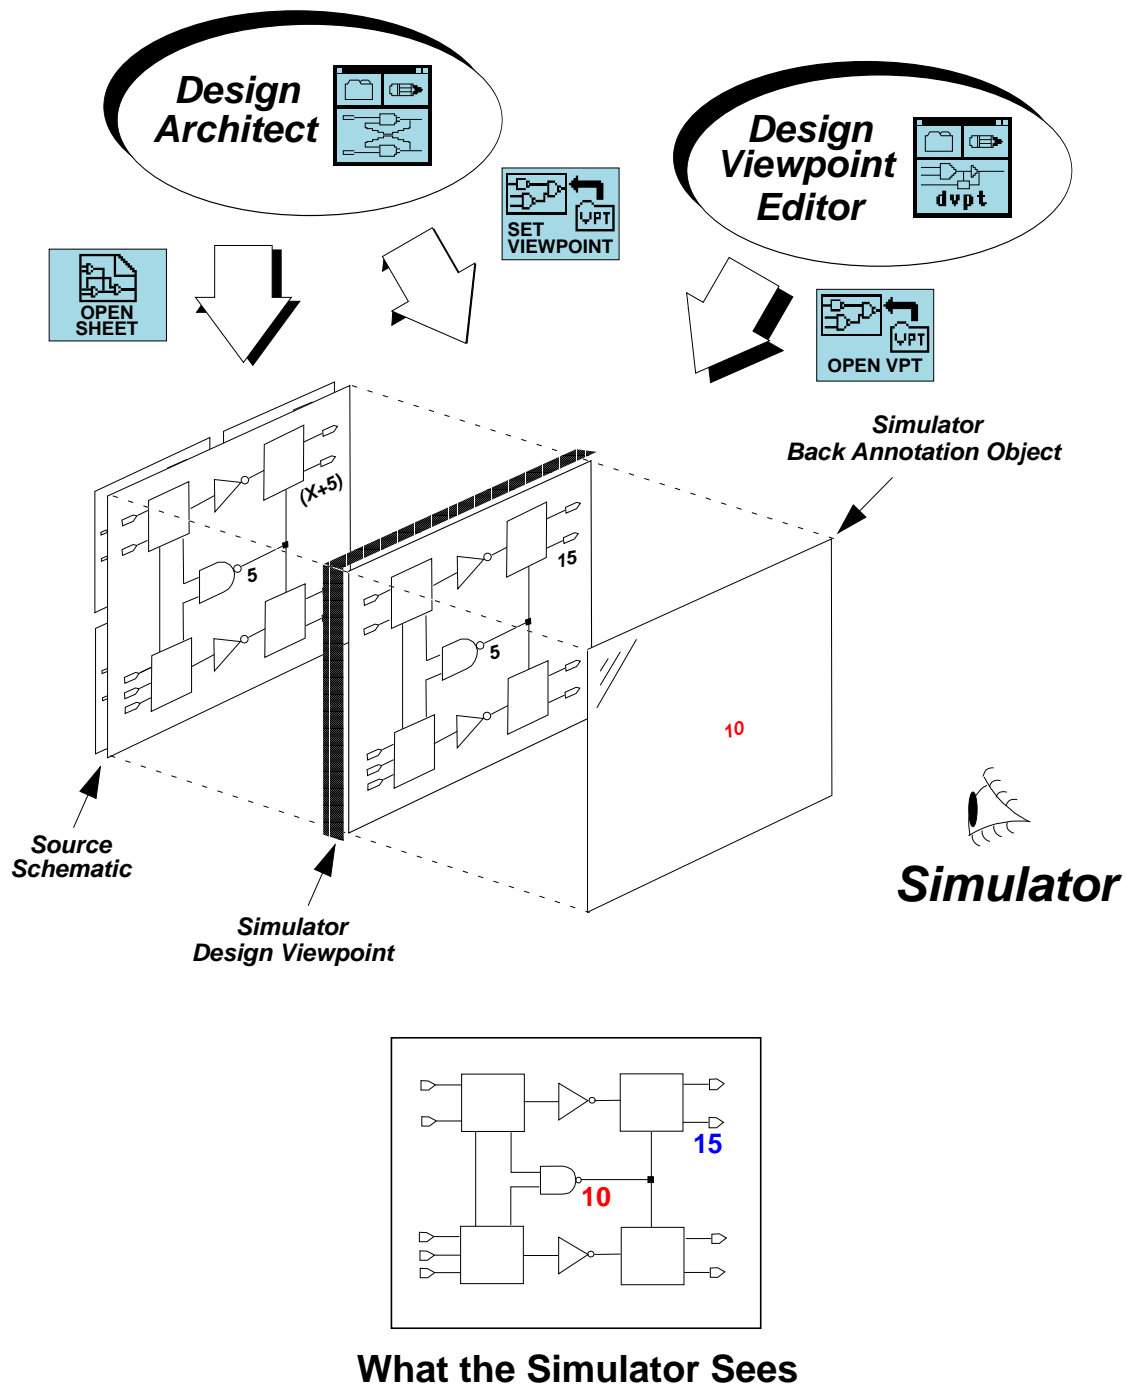 Design
Architect
Design
Viewpoint
Editor
dvpt
VPT
SET
VIEWPOINT
OPEN
SHEET
VPT
OPEN VPT
Simulator
Back Annotation Object
(X+5)
5
15
5
10
Source
Schematic
Simulator
Simulator
Design Viewpoint
15
10
What the Simulator Sees